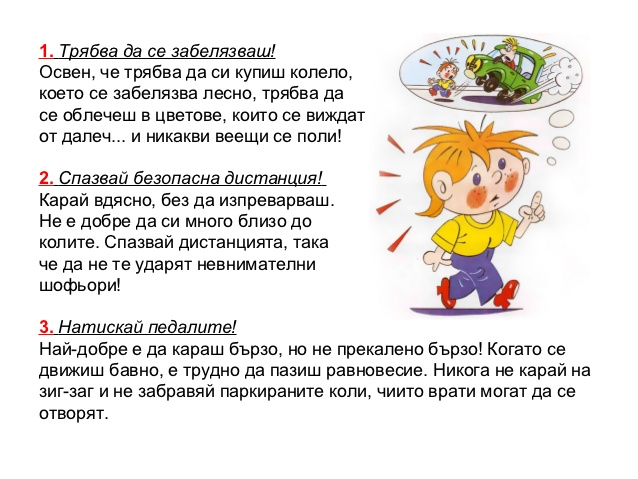 1. Трябва да се забелязваш!
Освен, че трябва да си купиш колело,
което се забелязва лесно, трябва да
се облечеш в цветове, които се виждат
от далеч... и никакви веещи се поли!
2. Спазвай безопасна дистанция!
Карай вдясно, без да изпреварваш.
Не е добре да си много близо до
колите. Спазвай дистанцията, така
че да не те ударят невнимателни
шофьори!
3. Натискай педалите!
Най-добре е да караш бързо, но не прекалено бързо! Когато се
движиш бавно, е трудно да пазиш равновесие. Никога не карай на
зиг-заг и не забравяй паркираните коли, чиито врати могат да се
отворят.